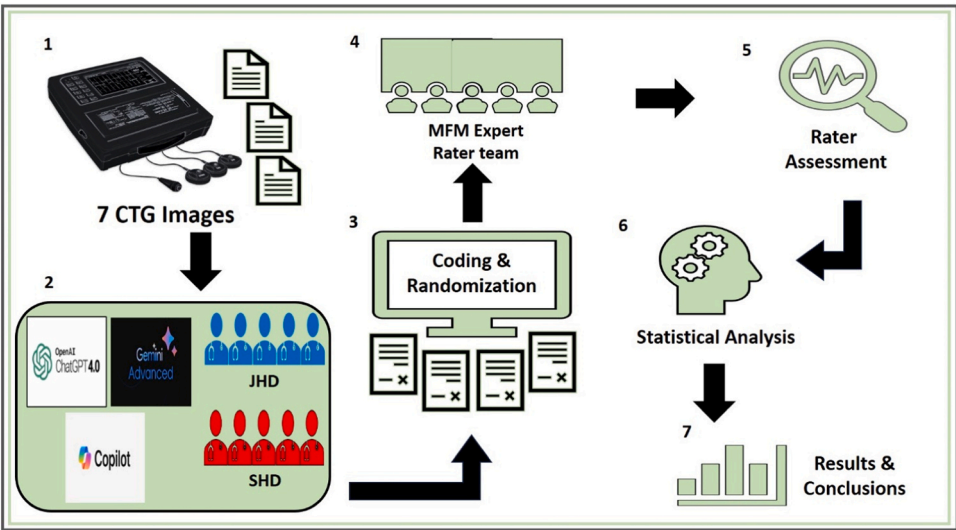 1
7 CTG Images
2
OpenAI
ChatGPT4.0
Gemini
Advanced
JHD
Copilot
SHD
3
Coding &
Randomization
4
MFM Expert
Rater team
5
Rater
Assessment
6
Statistical Analysis
7
Results &
Conclusions